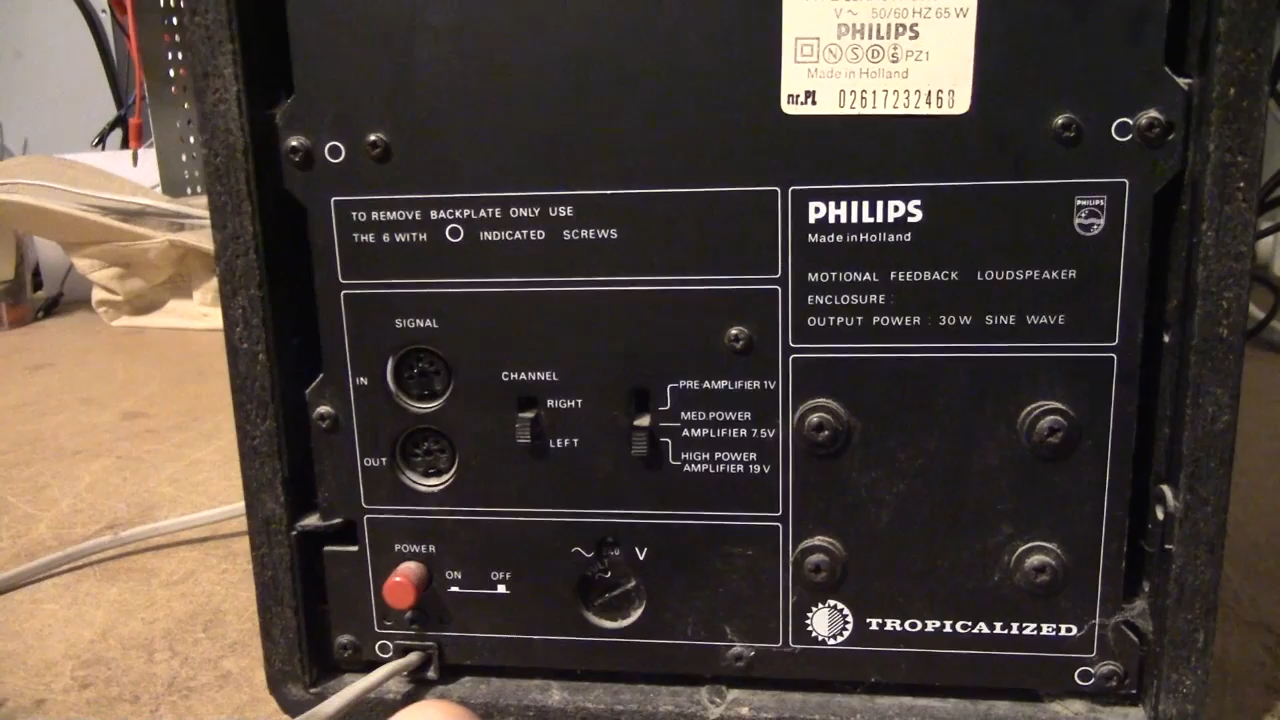 V ~ 50/60 HZ 65 W
PHILIPS
N S D S PZ1
Made in Holland
nr.PL 02617232468
TO REMOVE BACKPLATE ONLY USE
THE 6 WITH O INDICATED SCREWS
PHILIPS
Made in Holland
PHILIPS
MOTIONAL FEEDBACK LOUDSPEAKER
ENCLOSURE :
OUTPUT POWER : 30 W SINE WAVE
SIGNAL
IN
OUT
CHANNEL
RIGHT
LEFT
PRE-AMPLIFIER 1V
MED.POWER
AMPLIFIER 7.5V
HIGH POWER
AMPLIFIER 19 V
POWER
ON OFF
~ V
TROPICALIZED